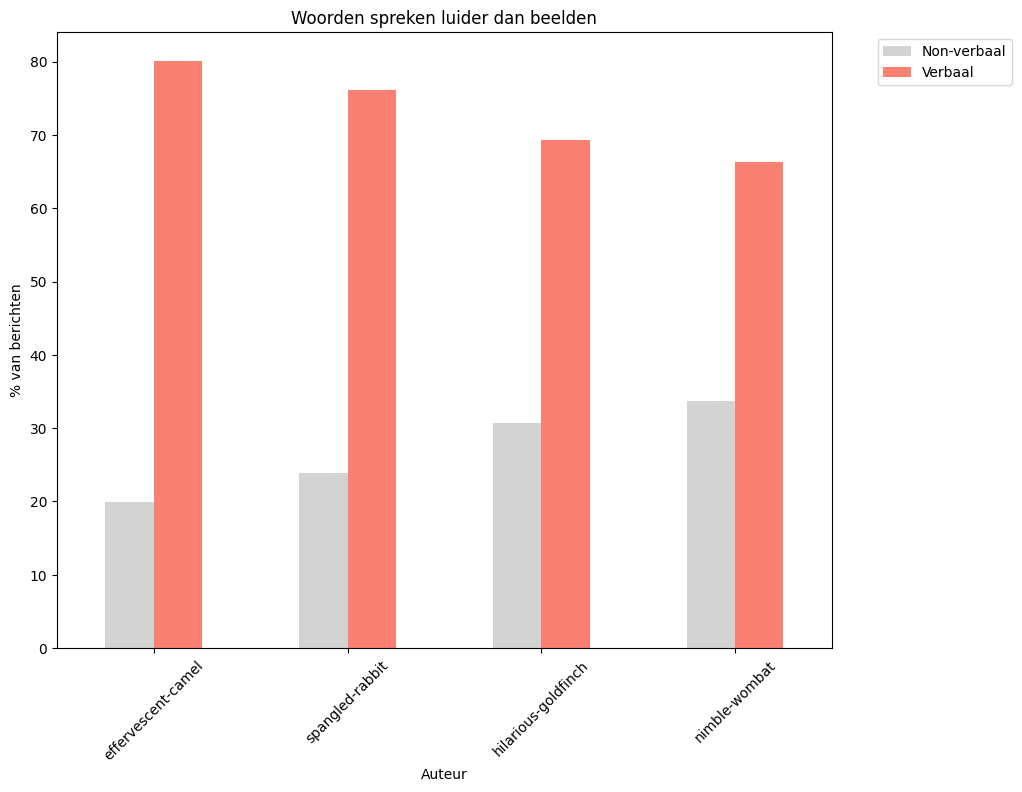 Woorden spreken luider dan beelden
Non-verbaal
Verbaal
% van berichten
80
70
60
50
40
30
20
10
0
effervescent-camel
spangled-rabbit
hilarious-goldfinch
nimble-wombat
Auteur